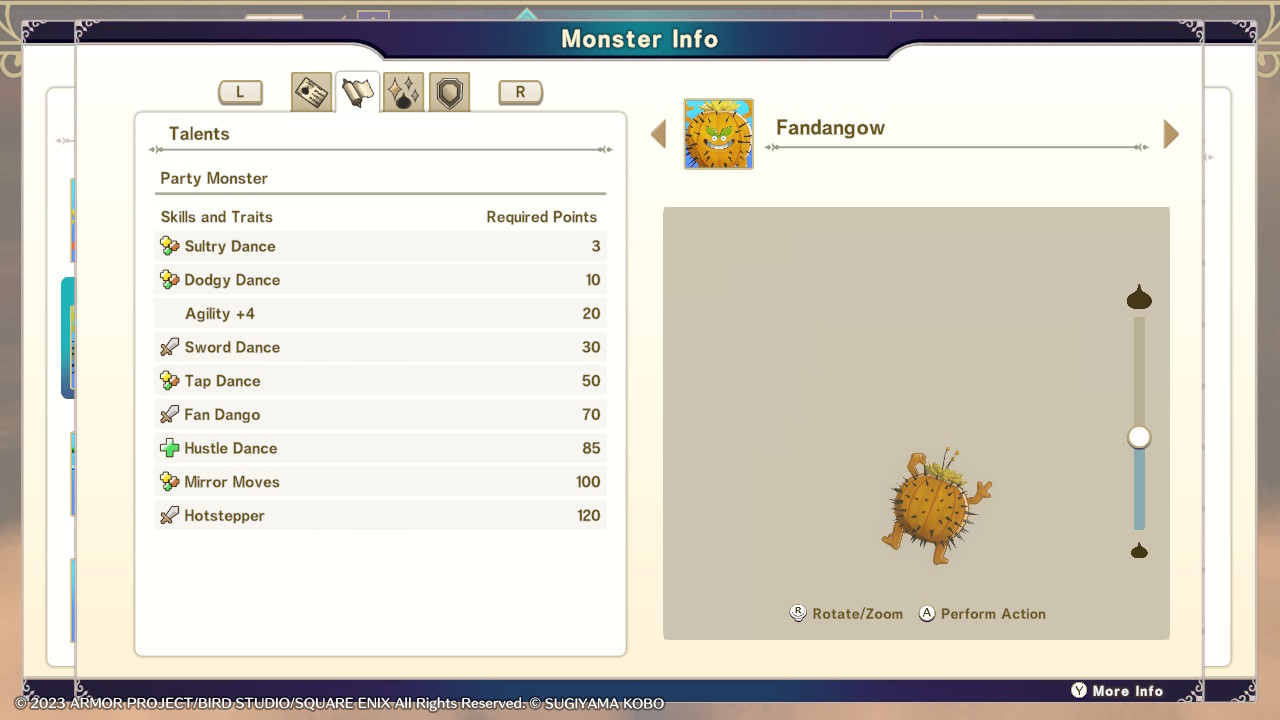 Monster Info
L
R
Talents
Party Monster
Skills and Traits Required Points
Sultry Dance 3
Dodgy Dance 10
Agility +4 20
Sword Dance 30
Tap Dance 50
Fan Dango 70
Hustle Dance 85
Mirror Moves 100
Hotstepper 120
Fandangow
R Rotate/Zoom A Perform Action
Y More Info
© 2023 ARMOR PROJECT/BIRD STUDIO/SQUARE ENIX All Rights Reserved. © SUGIYAMA KOBO